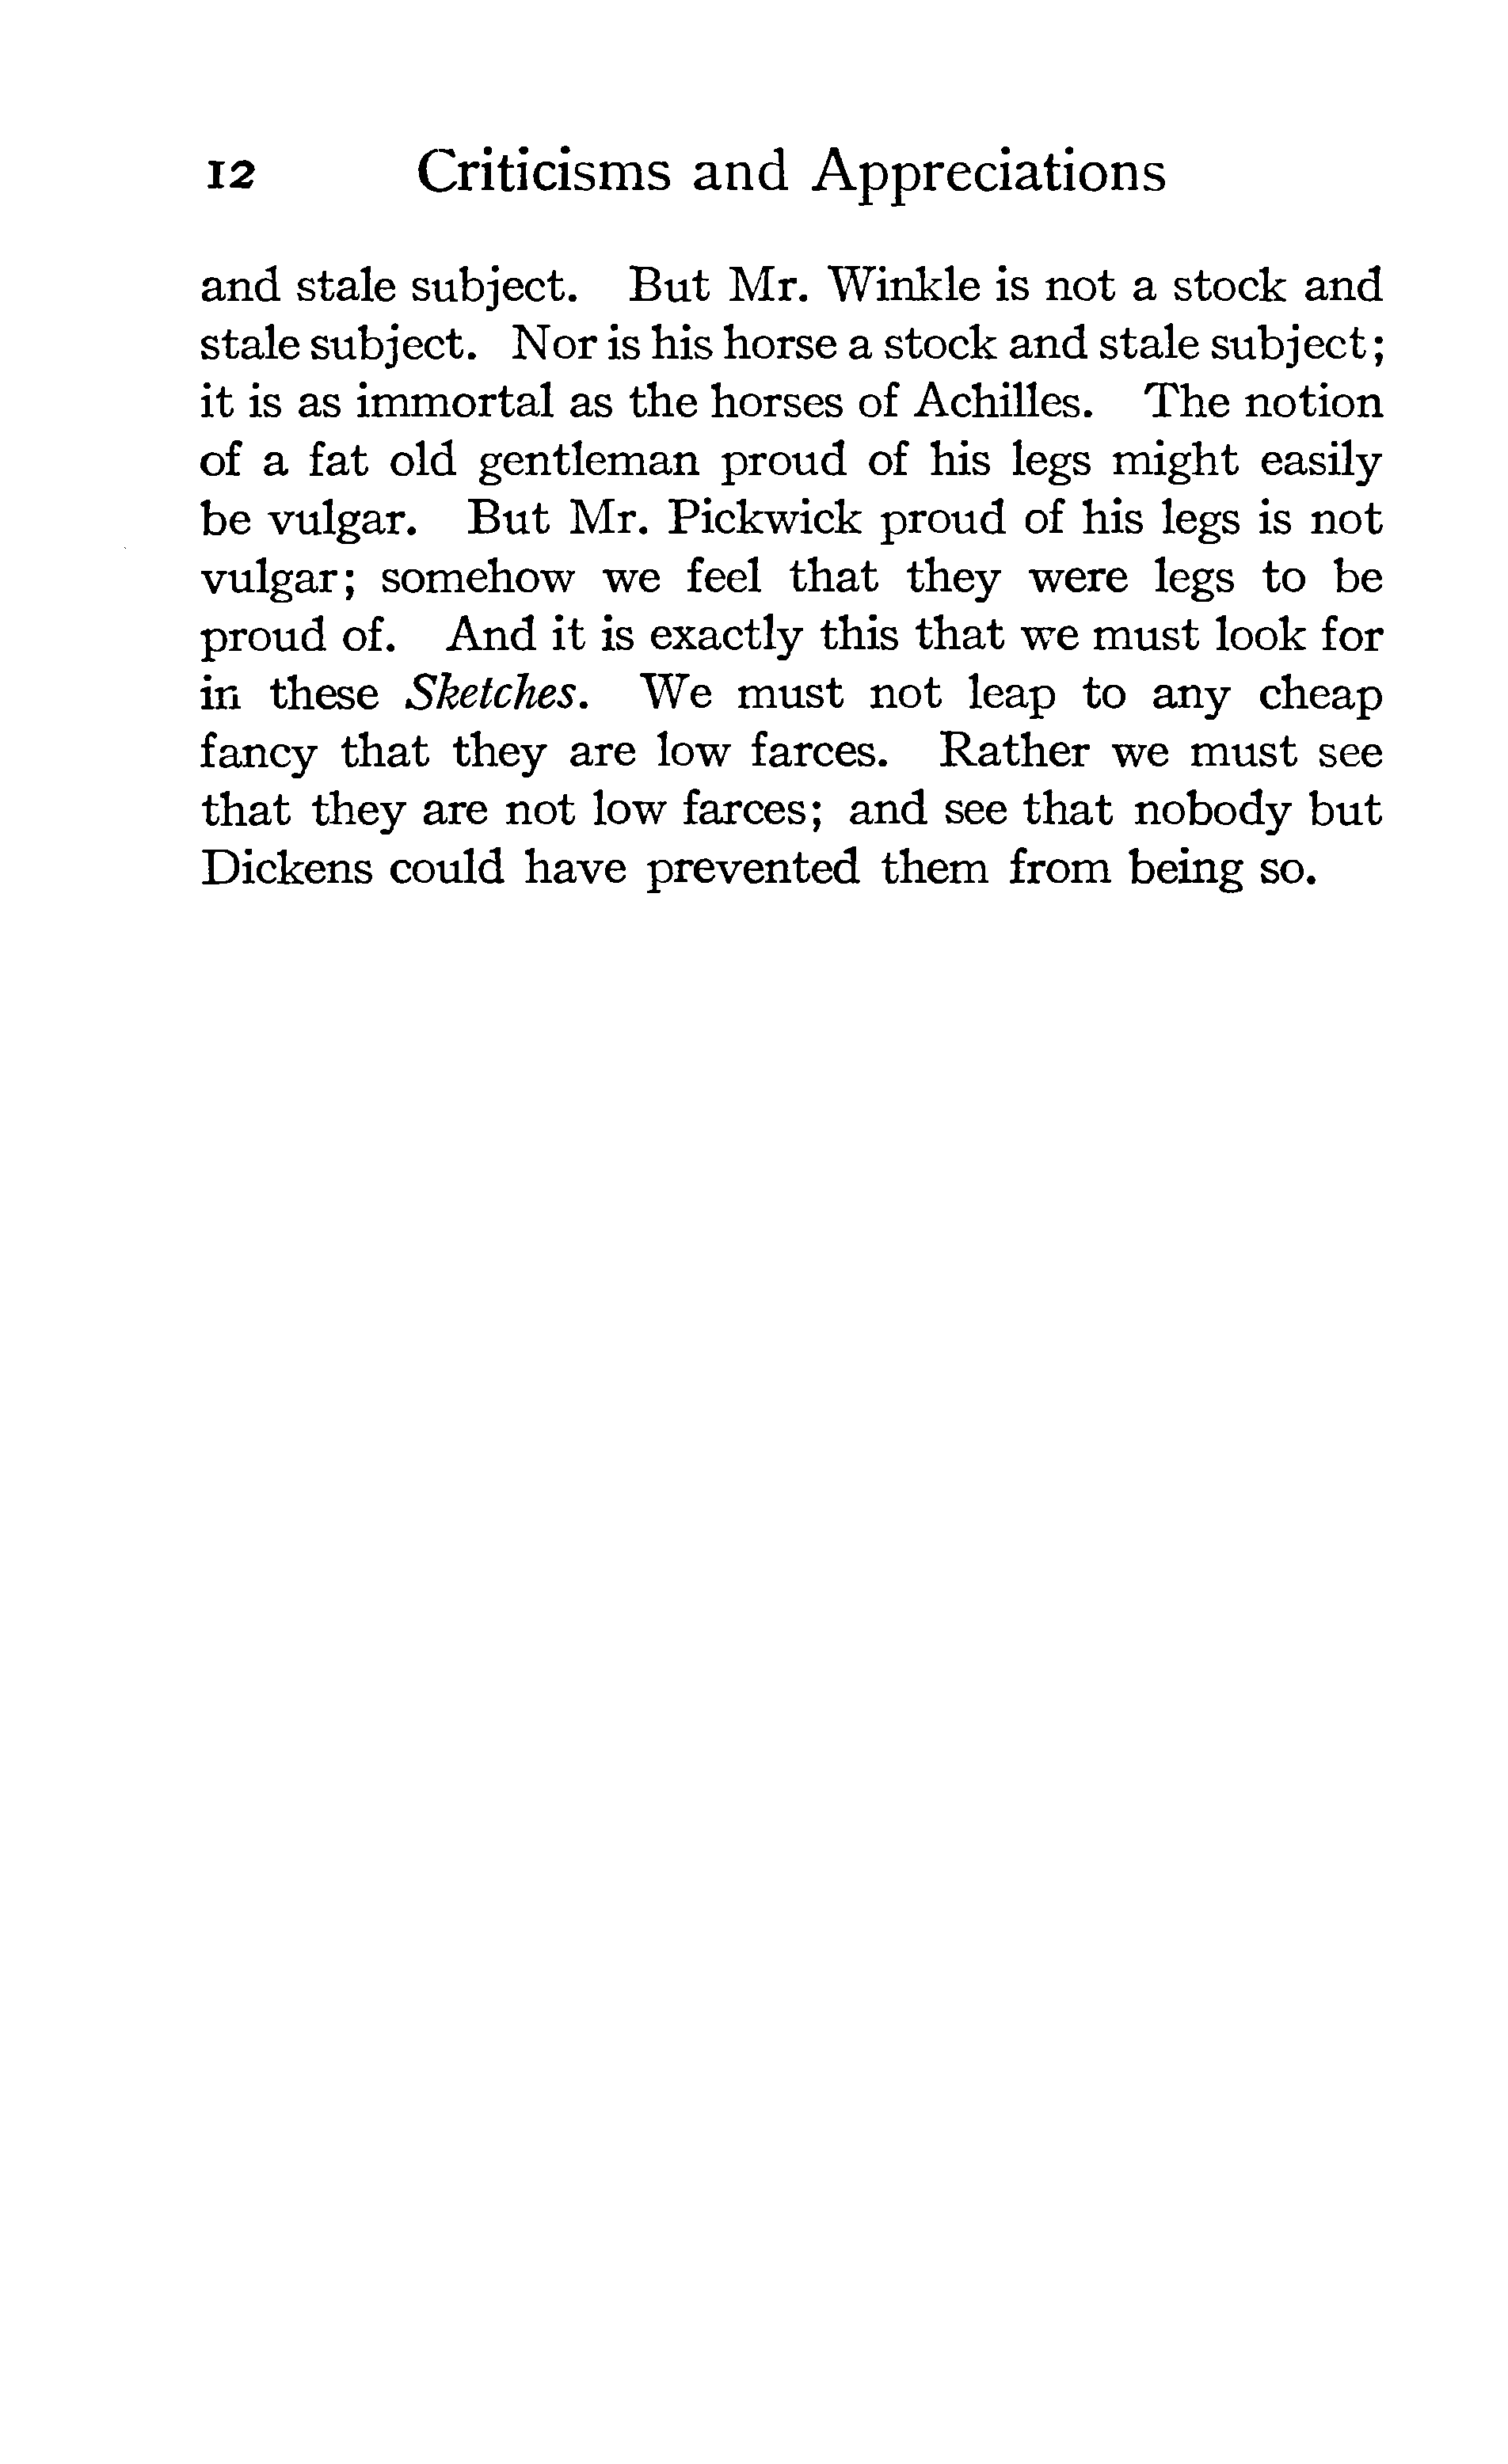 12 Criticisms and Appreciations
and stale subject. But Mr. Winkle is not a stock and
stale subject. Nor is his horse a stock and stale subject;
it is as immortal as the horses of Achilles. The notion
of a fat old gentleman proud of his legs might easily
be vulgar. But Mr. Pickwick proud of his legs is not
vulgar; somehow we feel that they were legs to be
proud of. And it is exactly this that we must look for
in these Sketches. We must not leap to any cheap
fancy that they are low farces. Rather we must see
that they are not low farces; and see that nobody but
Dickens could have prevented them from being so.